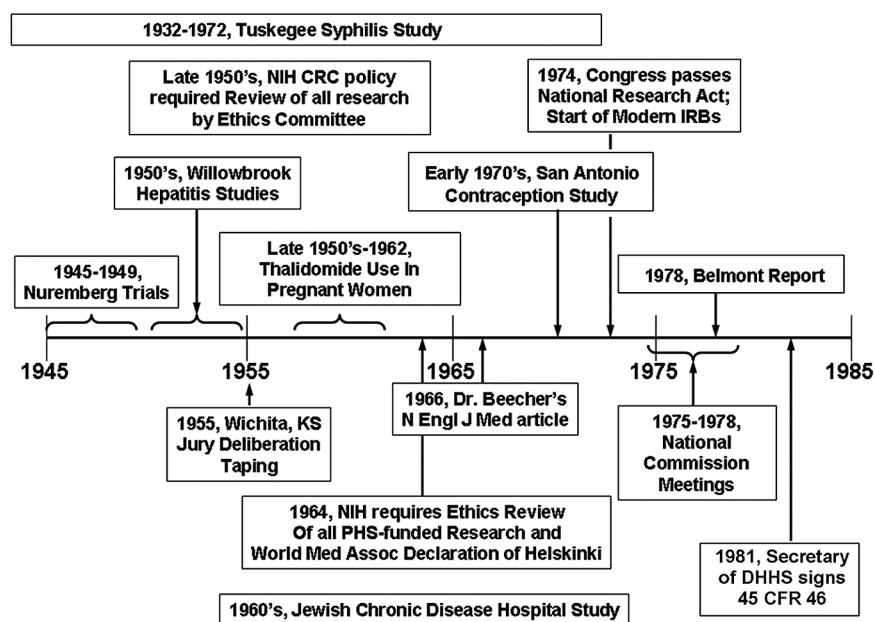 1932-1972, Tuskegee Syphilis Study
Late 1950's, NIH CRC policy
required Review of all research
by Ethics Committee
1974, Congress passes
National Research Act;
Start of Modern IRBs
1950's, Willowbrook
Hepatitis Studies
Early 1970's, San Antonio
Contraception Study
Late 1950's-1962,
Thalidomide Use In
Pregnant Women
1945-1949,
Nuremberg Trials
1978, Belmont Report
1945
1955
1965
1975
1985
1955, Wichita, KS
Jury Deliberation
Taping
1966, Dr. Beecher's
N Engl J Med article
1975-1978,
National
Commission
Meetings
1964, NIH requires Ethics Review
Of all PHS-funded Research and
World Med Assoc Declaration of Helskinki
1981, Secretary
of DHHS signs
45 CFR 46
1960's, Jewish Chronic Disease Hospital Study